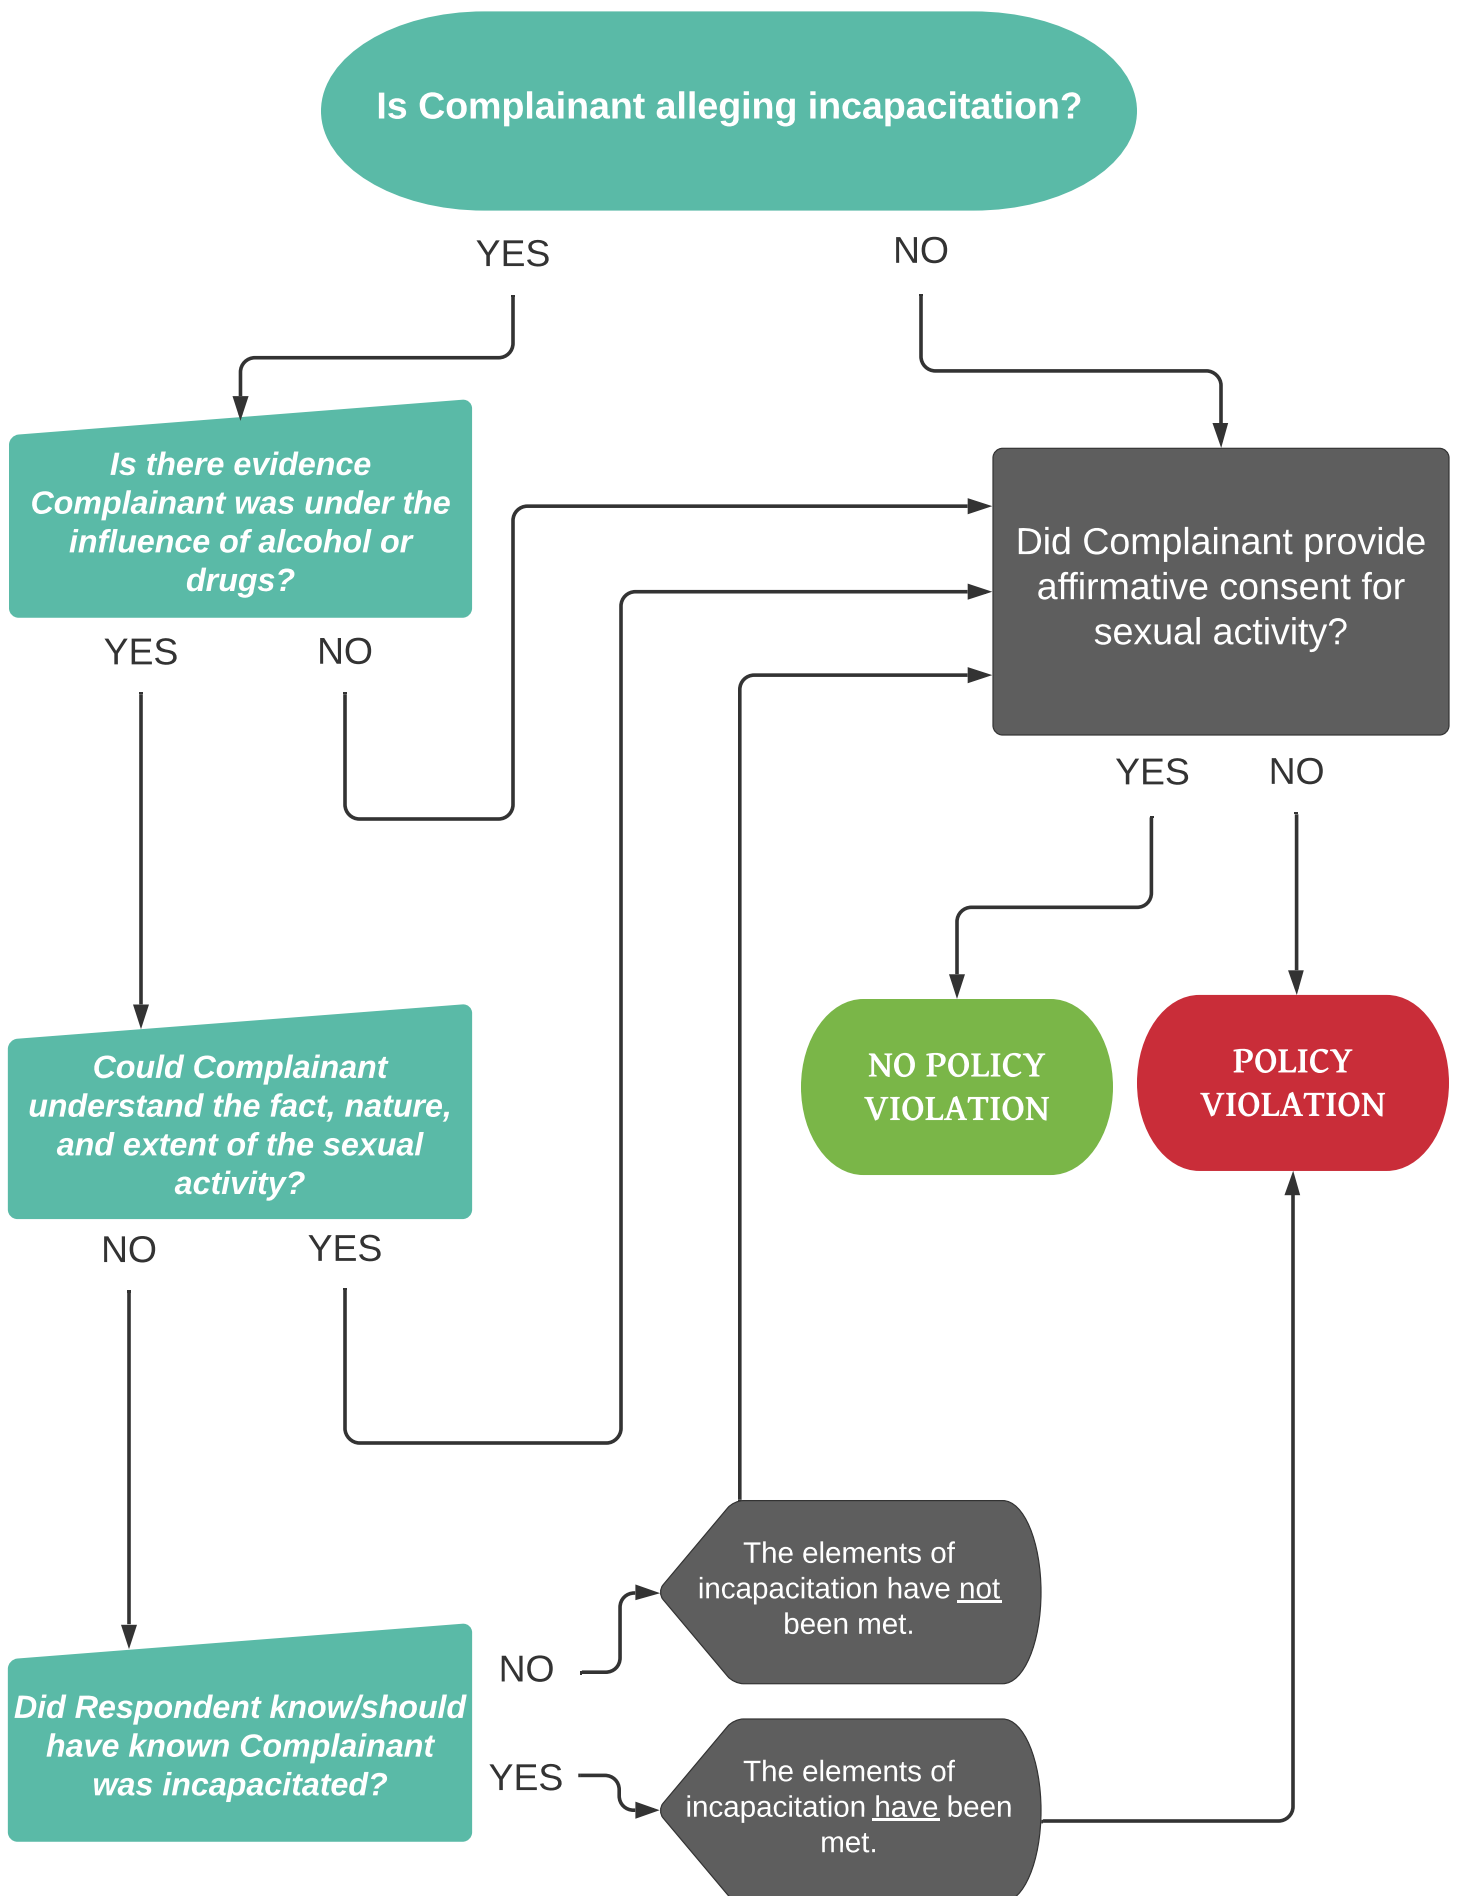 Is Complainant alleging incapacitation?
YES
NO
Is there evidence
Complainant was under the
influence of alcohol or
drugs?
YES
NO
Did Complainant provide
affirmative consent for
sexual activity?
YES
NO
NO POLICY
VIOLATION
POLICY
VIOLATION
Could Complainant
understand the fact, nature,
and extent of the sexual
activity?
NO
YES
Did Respondent know/should
have known Complainant
was incapacitated?
NO
The elements of
incapacitation have not
been met.
YES
The elements of
incapacitation have been
met.